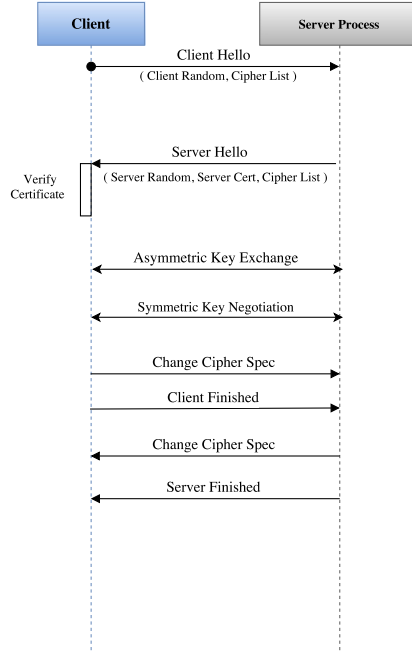 Client
Server Process
Client Hello
( Client Random, Cipher List )
Server Hello
( Server Random, Server Cert, Cipher List )
Verify
Certificate
Asymmetric Key Exchange
Symmetric Key Negotiation
Change Cipher Spec
Client Finished
Change Cipher Spec
Server Finished